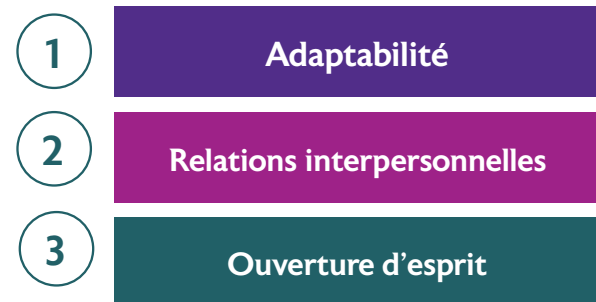 1 Adaptabilité
2 Relations interpersonnelles
3 Ouverture d’esprit